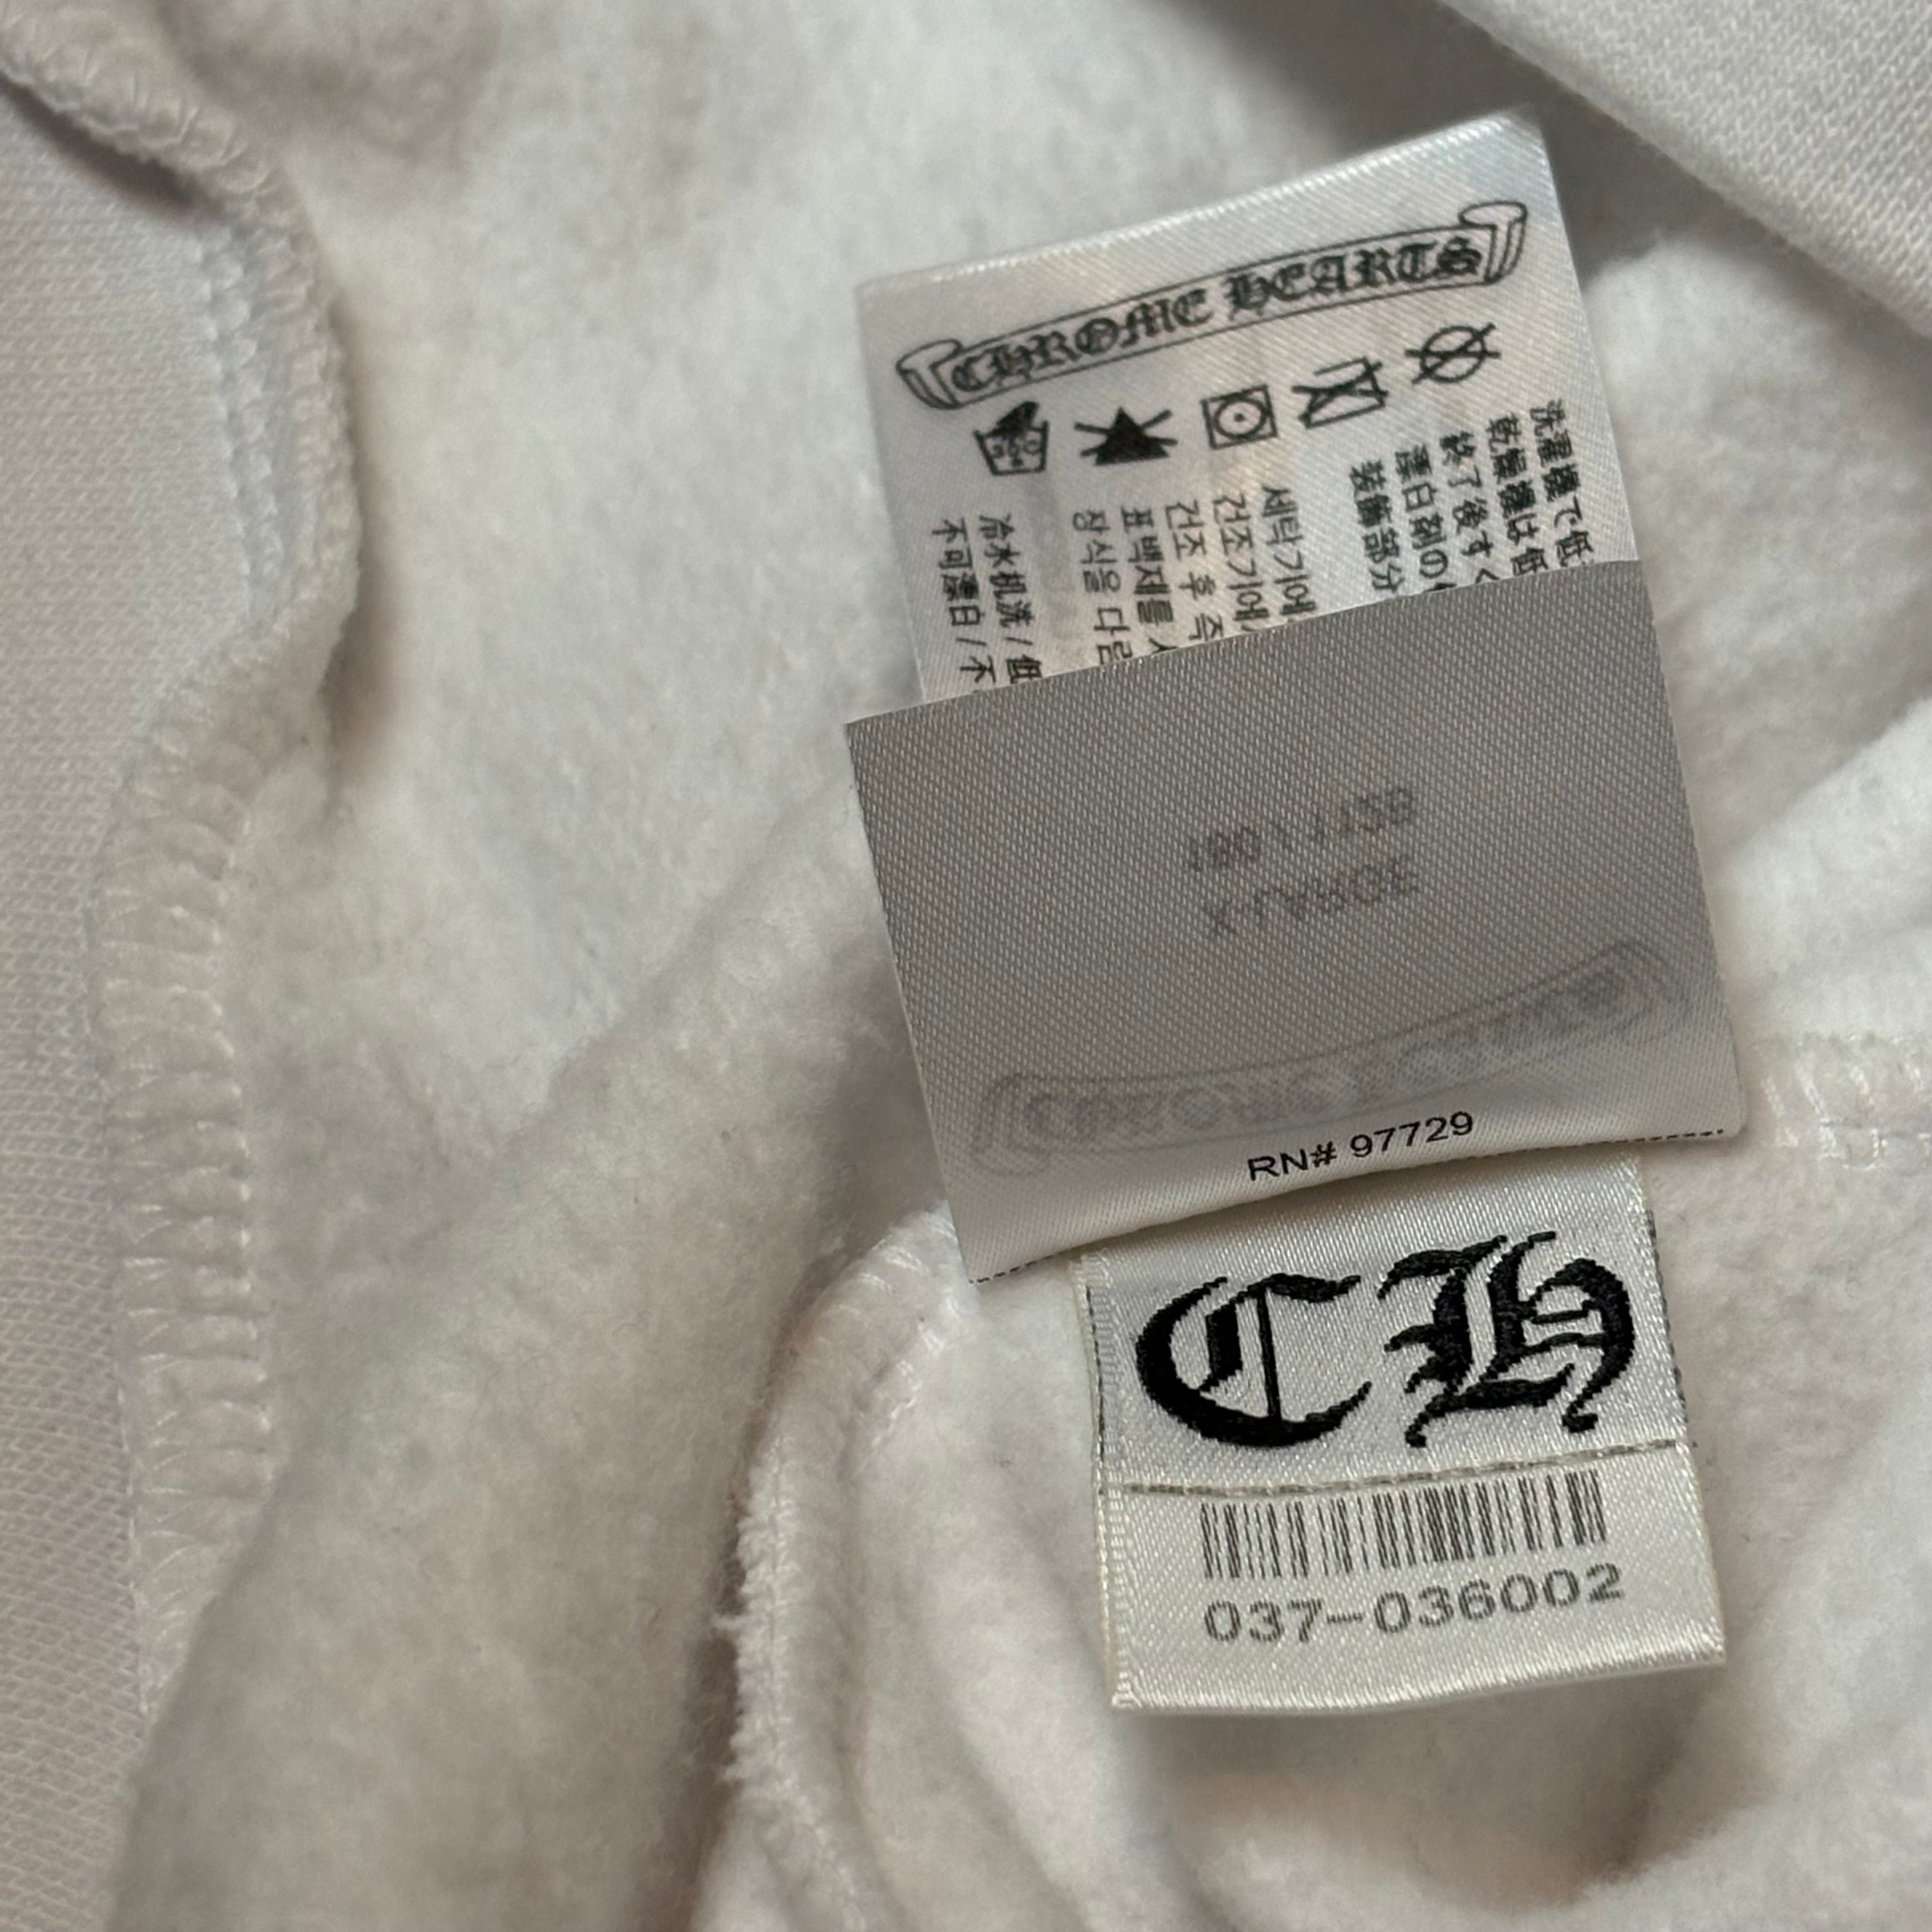 CHROME HEARTS
洗濯機で低
乾燥機は低
終了後すぐ
漂白剤の
装飾部分
세탁기에
건조기에
건조 후 즉
표백제를 사
장식을 다림
冷水机洗/低
不可漂白/不
X-LARGE
RN# 97729
CH
037-036002